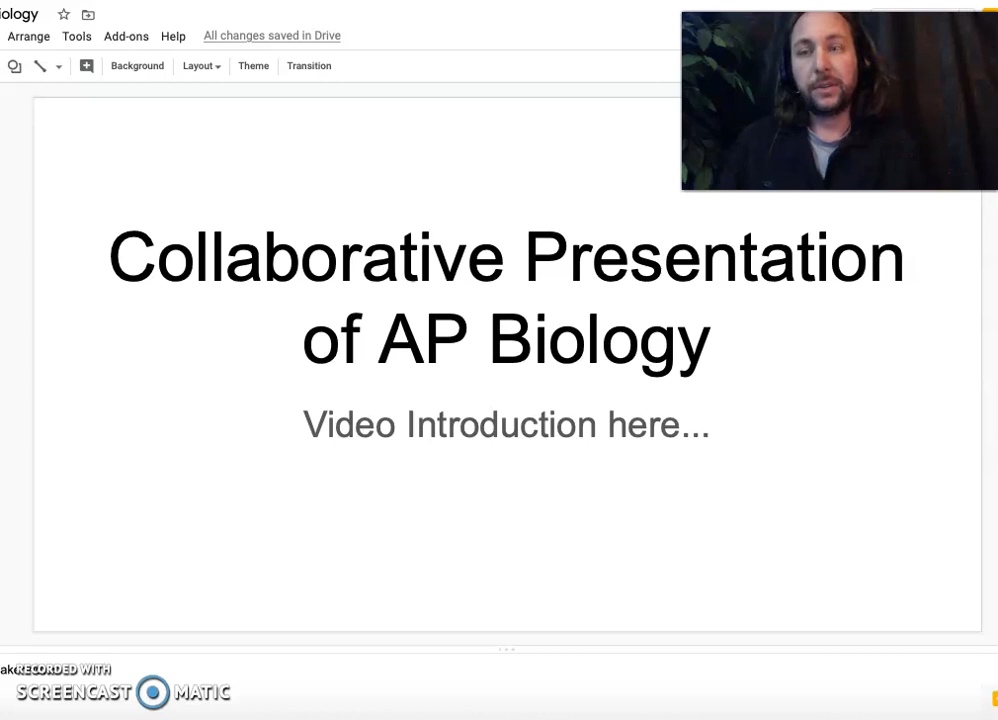 iology
Arrange Tools Add-ons Help All changes saved in Drive
Background Layout Theme Transition
Collaborative Presentation
of AP Biology
Video Introduction here...
RECORDED WITH
SCREENCAST MATIC